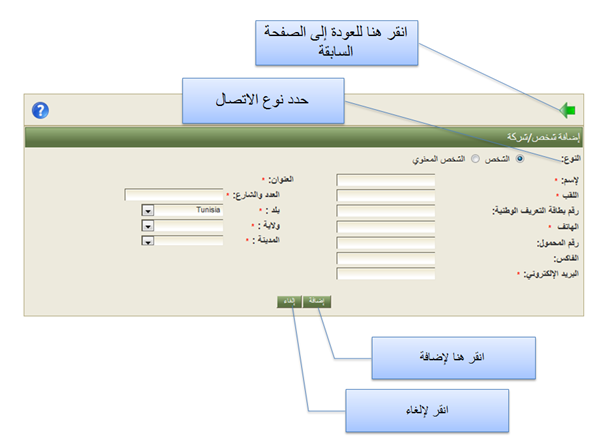 انقر هنا للعودة إلى الصفحة
السابقة
حدد نوع الاتصال
?
إضافة شخص/شركة
النوع: الشخص الشخص المعنوي
لإسم: *
اللقب *
رقم بطاقة التعريف الوطنية:
الهاتف *
رقم المحمول:
الفاكس:
البريد الإلكتروني: *
العنوان: *
العدد والشارع: *
بلد : * Tunisia
ولاية : *
المدينة : *
إضافة إلغاء
انقر هنا لإضافة
انقر لإلغاء